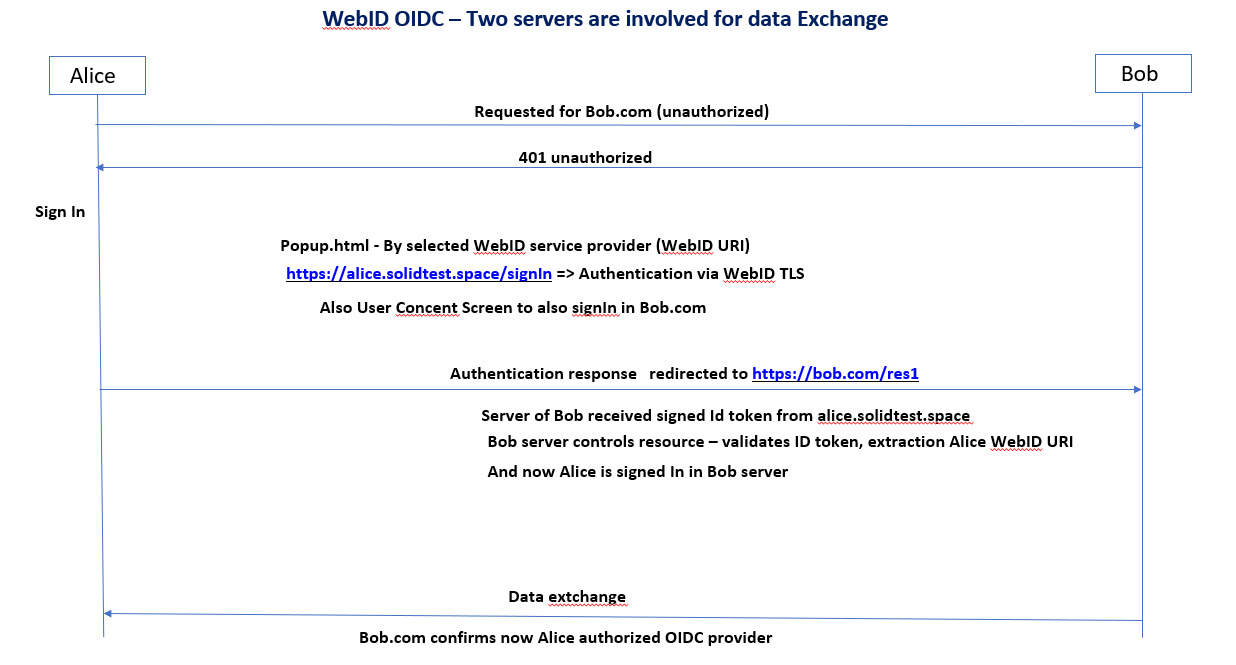 WebID OIDC – Two servers are involved for data Exchange
Alice
Bob
Requested for Bob.com (unauthorized)
401 unauthorized
Sign In
Popup.html - By selected WebID service provider (WebID URI)
https://alice.solidtest.space/signIn => Authentication via WebID TLS
Also User Concent Screen to also signIn in Bob.com
Authentication response redirected to https://bob.com/res1
Server of Bob received signed Id token from alice.solidtest.space
Bob server controls resource – validates ID token, extraction Alice WebID URI
And now Alice is signed In in Bob server
Data extchange
Bob.com confirms now Alice authorized OIDC provider